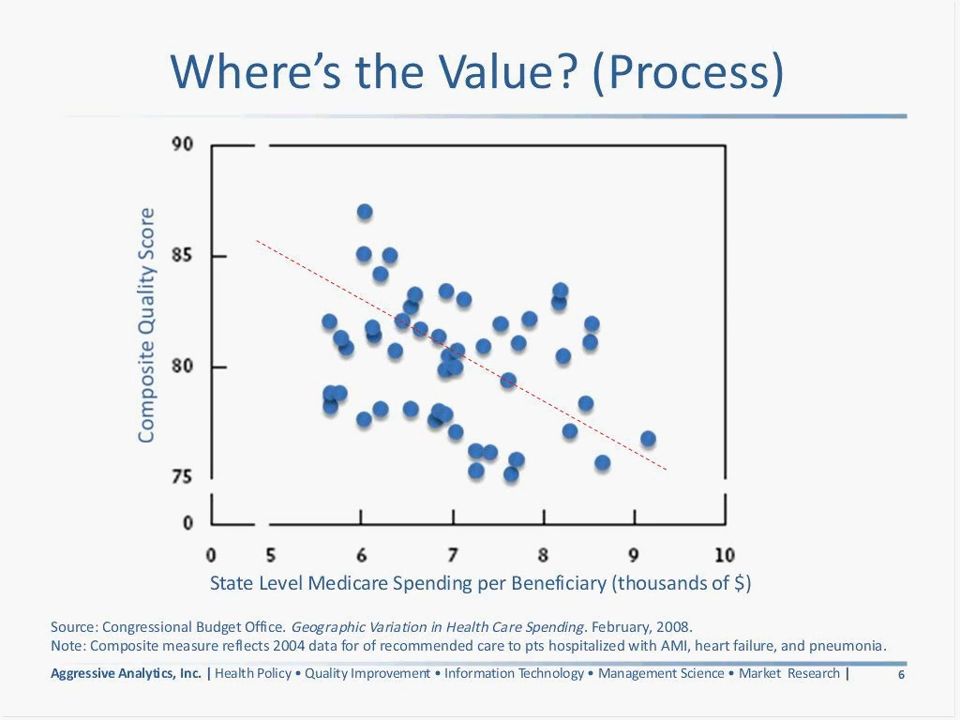 Where's the Value? (Process)
90
85
80
75
0
Composite Quality Score
0 5 6 7 8 9 10
State Level Medicare Spending per Beneficiary (thousands of $)
Source: Congressional Budget Office. Geographic Variation in Health Care Spending. February, 2008.
Note: Composite measure reflects 2004 data for of recommended care to pts hospitalized with AMI, heart failure, and pneumonia.
Aggressive Analytics, Inc. | Health Policy • Quality Improvement • Information Technology • Management Science • Market Research | 6